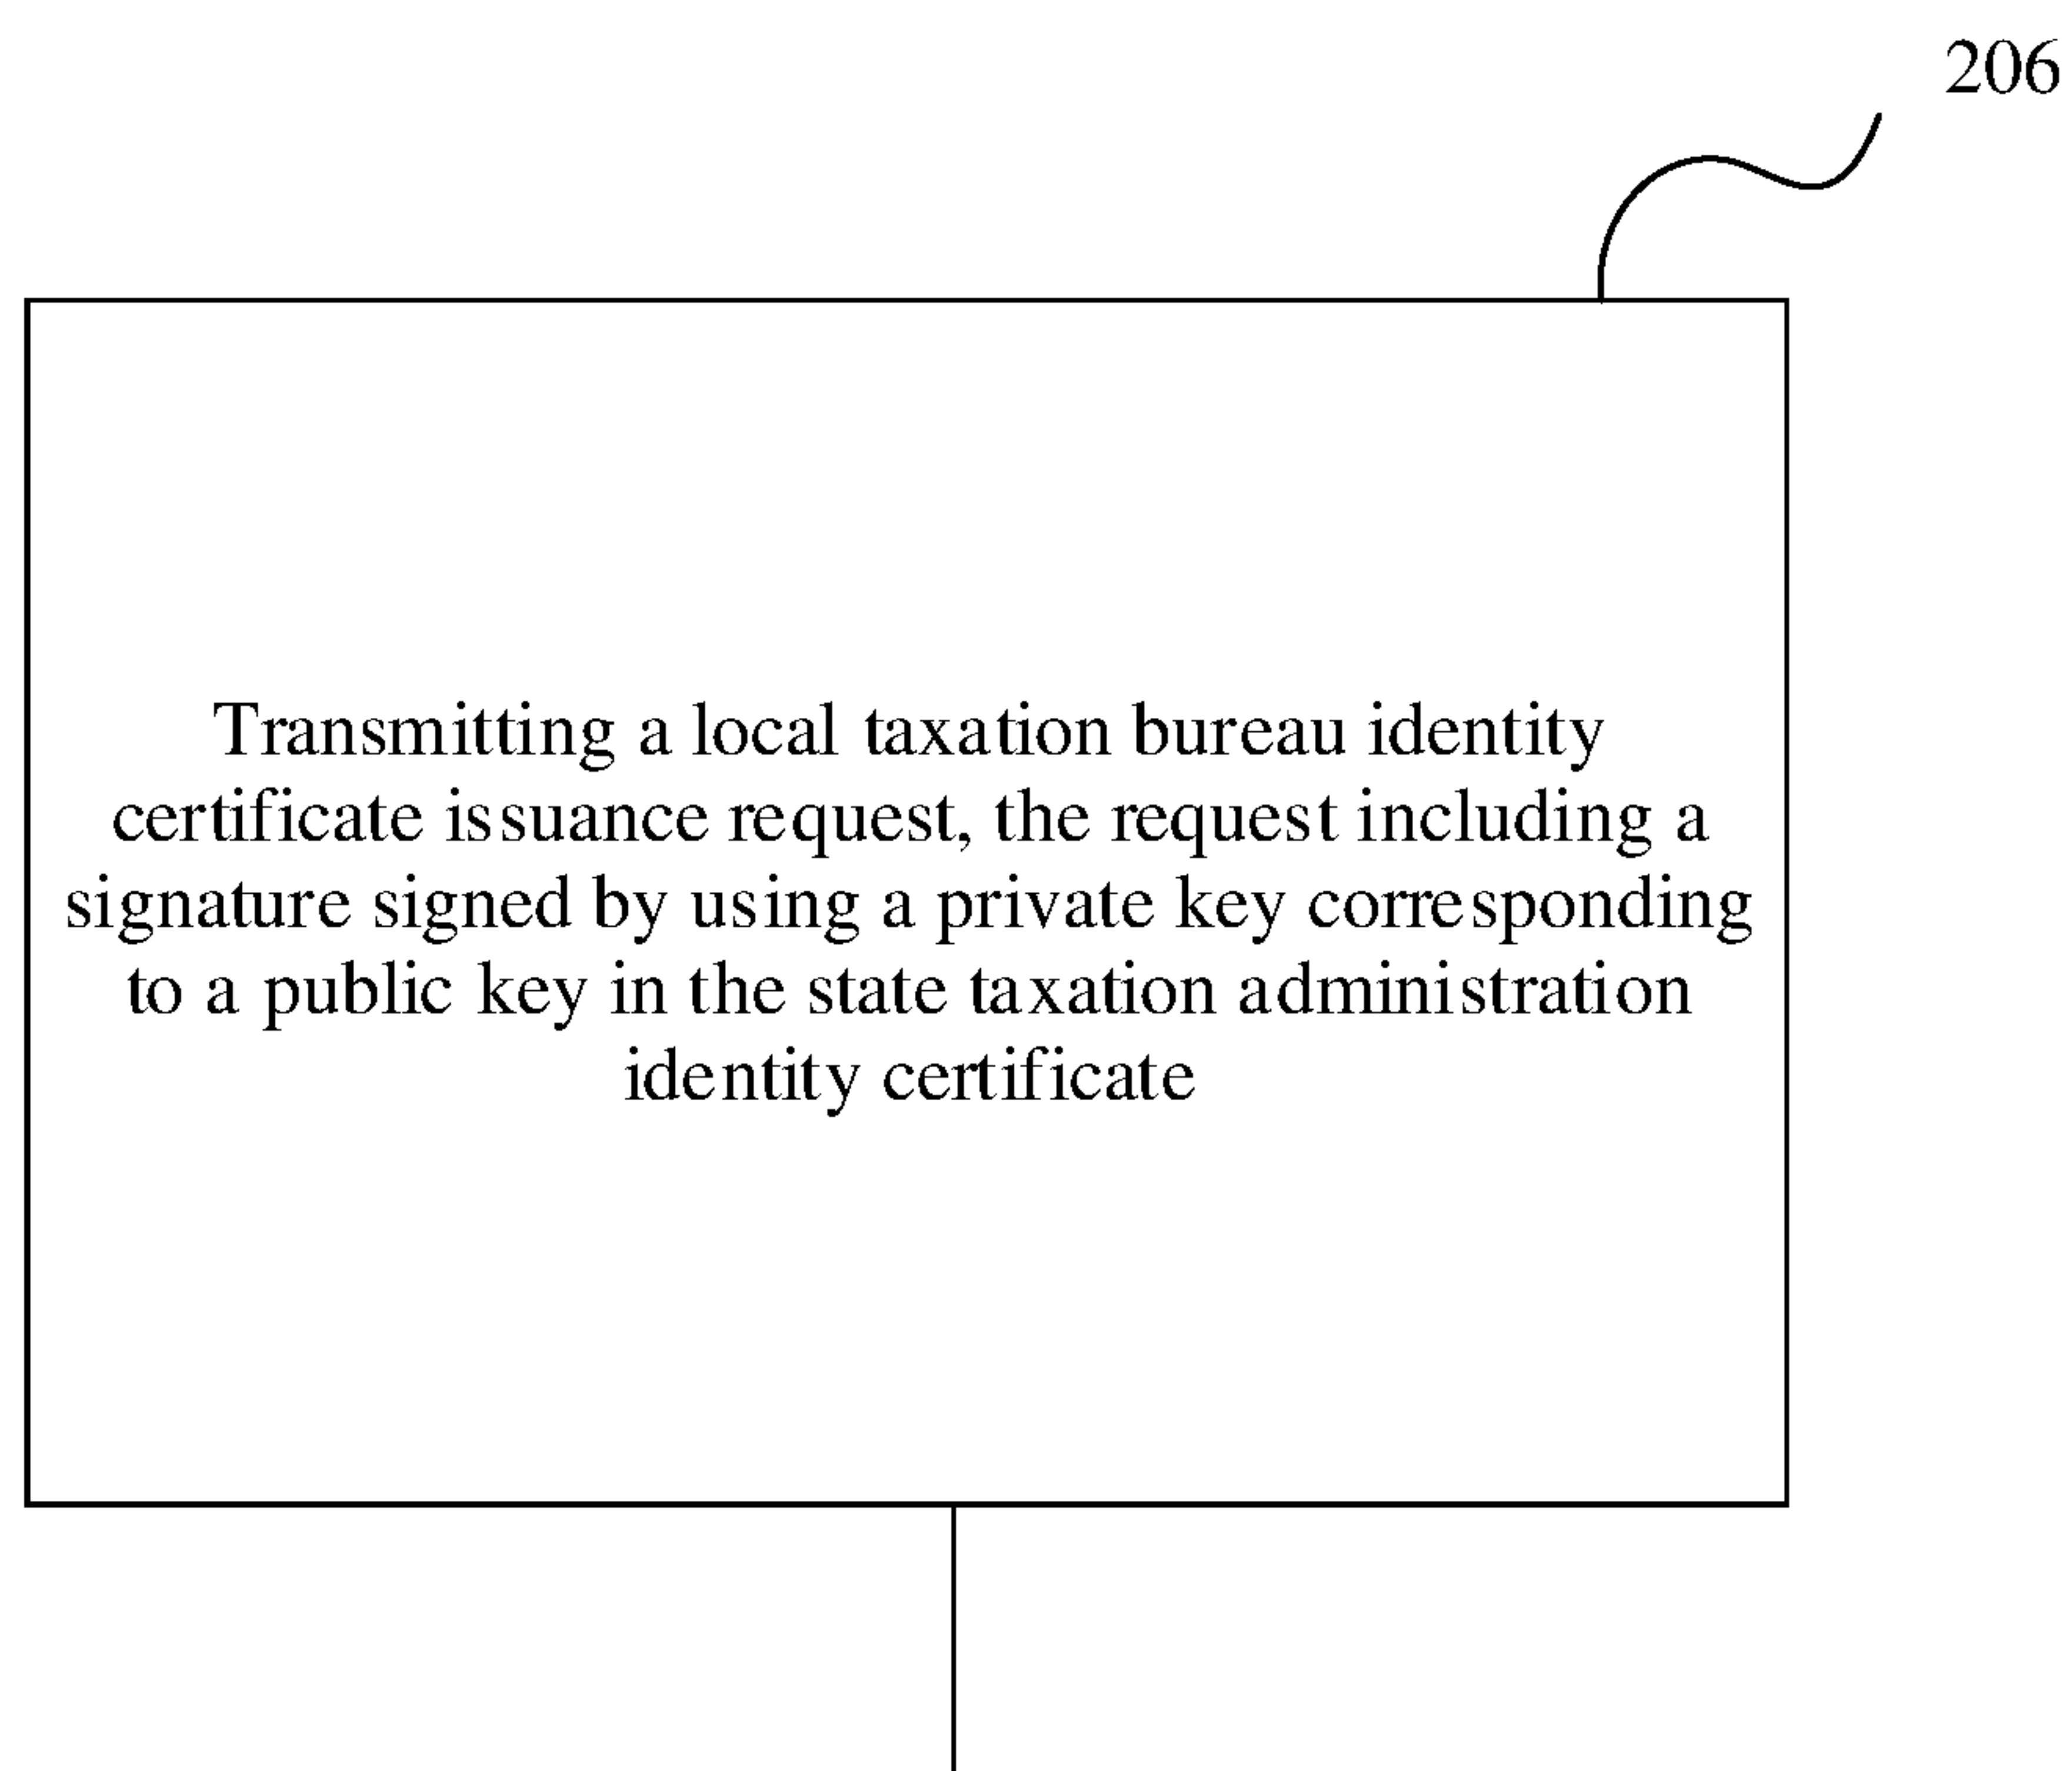 206
Transmitting a local taxation bureau identity
certificate issuance request, the request including a
signature signed by using a private key corresponding
to a public key in the state taxation administration
identity certificate